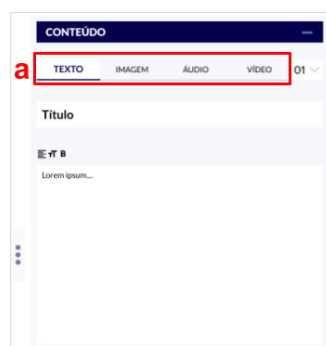 CONTEÚDO
a TEXTO IMAGEM ÁUDIO VÍDEO 01
Título
B
Lorem ipsum...